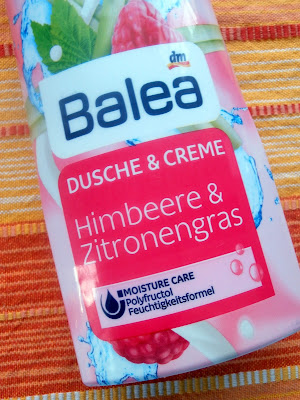 dm
Balea
DUSCHE & CREME
Himbeere &
Zitronengras
MOISTURE CARE
Polyfructol
Feuchtigkeitsformel